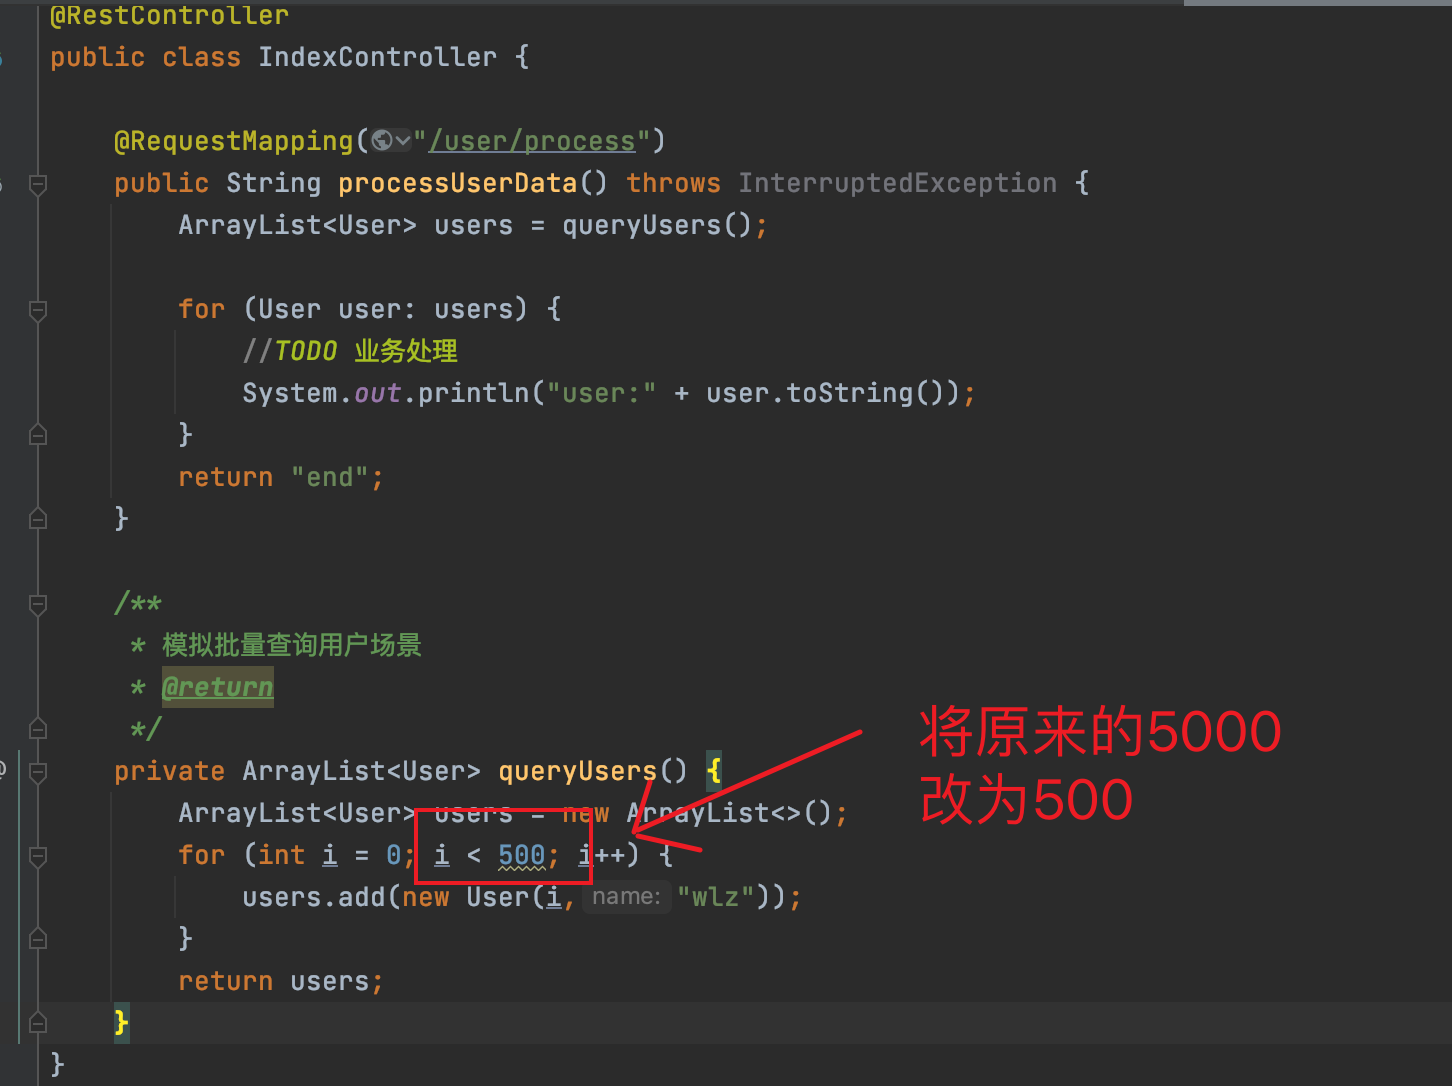 @RestController
public class IndexController {
@RequestMapping("/user/process")
public String processUserData() throws InterruptedException {
ArrayList<User> users = queryUsers();
for (User user: users) {
//TODO 业务处理
System.out.println("user:" + user.toString());
}
return "end";
}
/**
* 模拟批量查询用户场景
* @return
*/
private ArrayList<User> queryUsers() {
ArrayList<User> users = new ArrayList<>();
for (int i = 0; i < 500; i++) {
users.add(new User(i, name: "wlz"));
}
return users;
}
}
将原来的5000
改为500